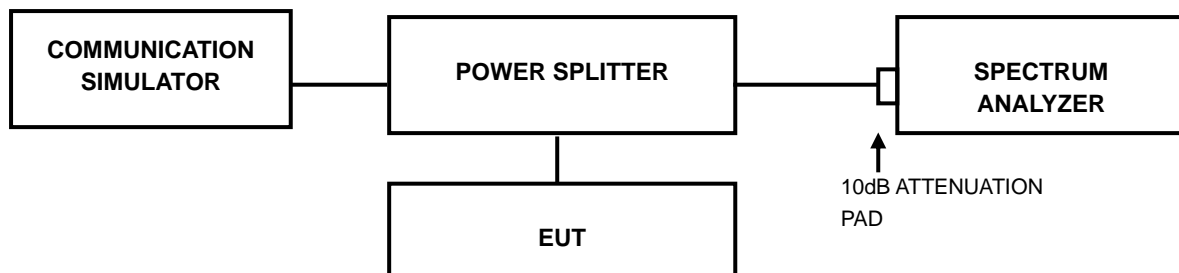 COMMUNICATION
SIMULATOR
POWER SPLITTER
SPECTRUM
ANALYZER
10dB ATTENUATION
PAD
EUT